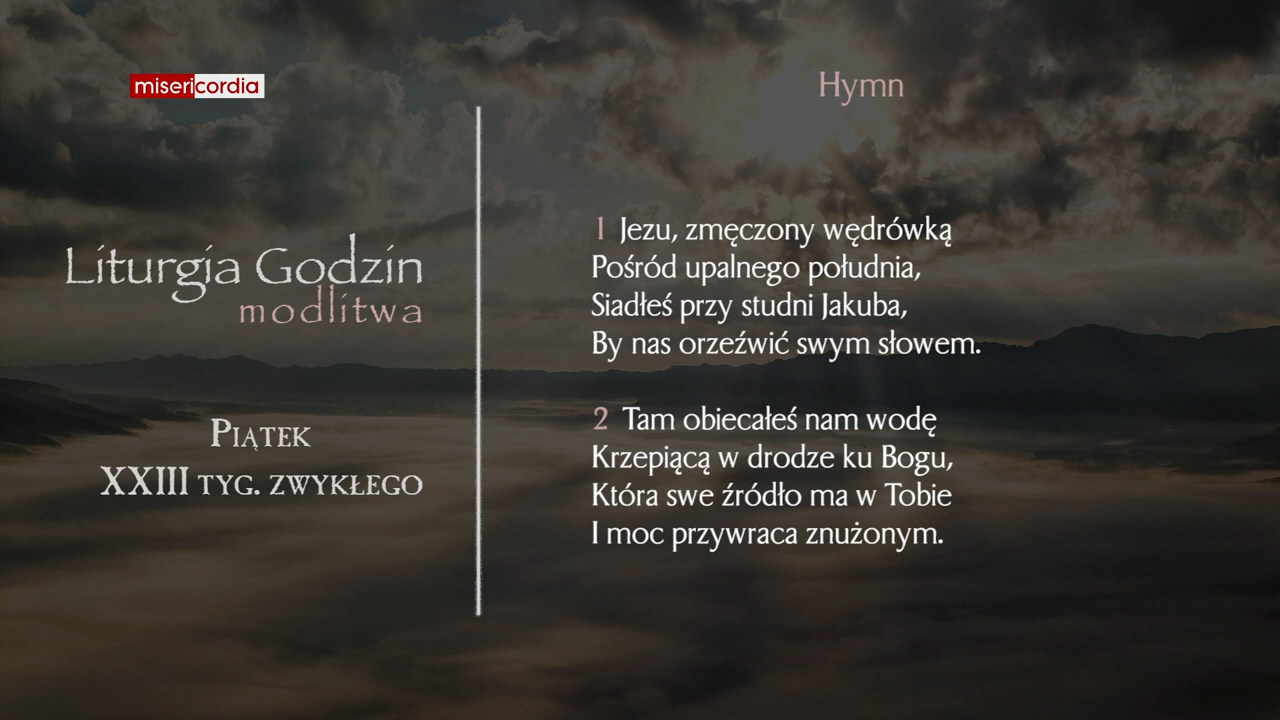 misericordia
Liturgia Godzin
modlitwa
Piątek
XXIII tyg. zwykłego
Hymn
1 Jezu, zmęczony wędrówką
Pośród upalnego południa,
Siadłeś przy studni Jakuba,
By nas orzeźwić swym słowem.
2 Tam obiecałeś nam wodę
Krzepiącą w drodze ku Bogu,
Która swe źródło ma w Tobie
I moc przywraca znużonym.